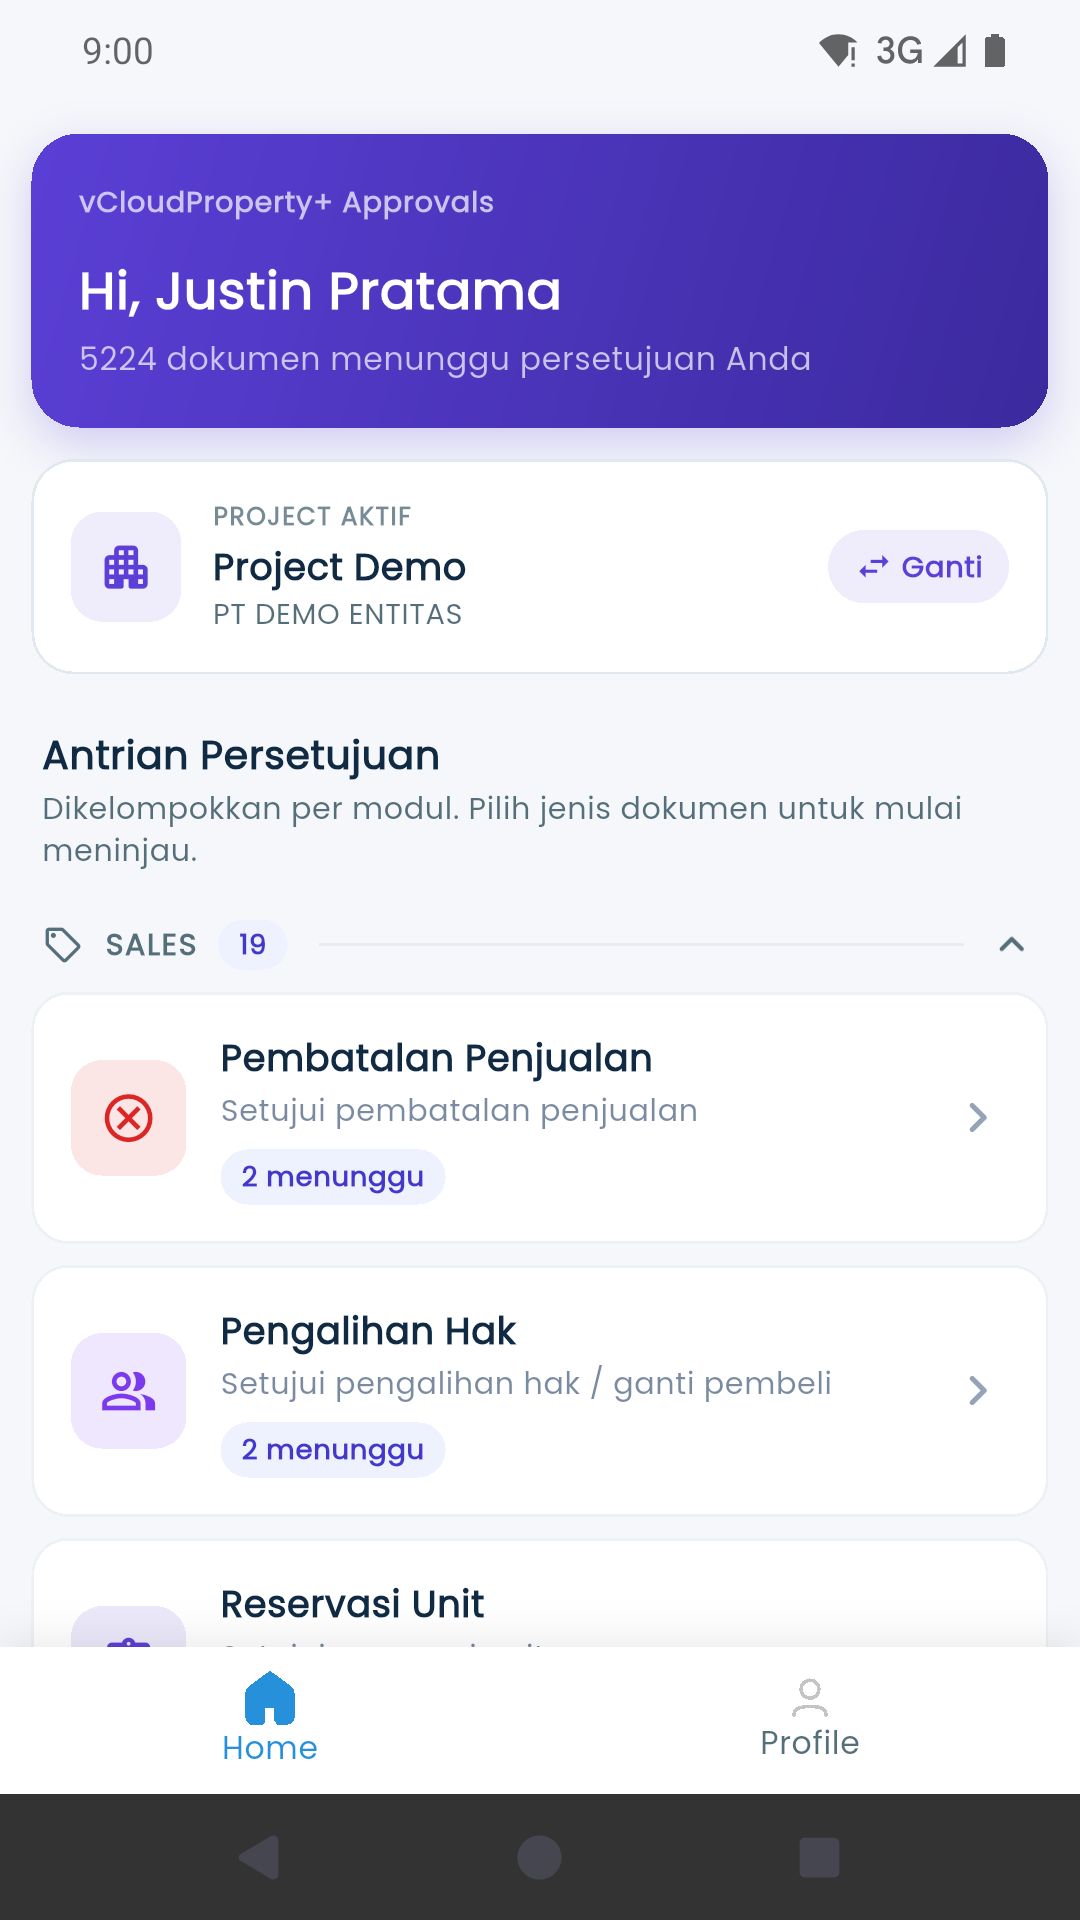 9:00
3G
vCloudProperty+ Approvals
Hi, Justin Pratama
5224 dokumen menunggu persetujuan Anda
PROJECT AKTIF
Project Demo
PT DEMO ENTITAS
Ganti
Antrian Persetujuan
Dikelompokkan per modul. Pilih jenis dokumen untuk mulai
meninjau.
SALES
19
Pembatalan Penjualan
Setujui pembatalan penjualan
2 menunggu
Pengalihan Hak
Setujui pengalihan hak / ganti pembeli
2 menunggu
Reservasi Unit
Home
Profile